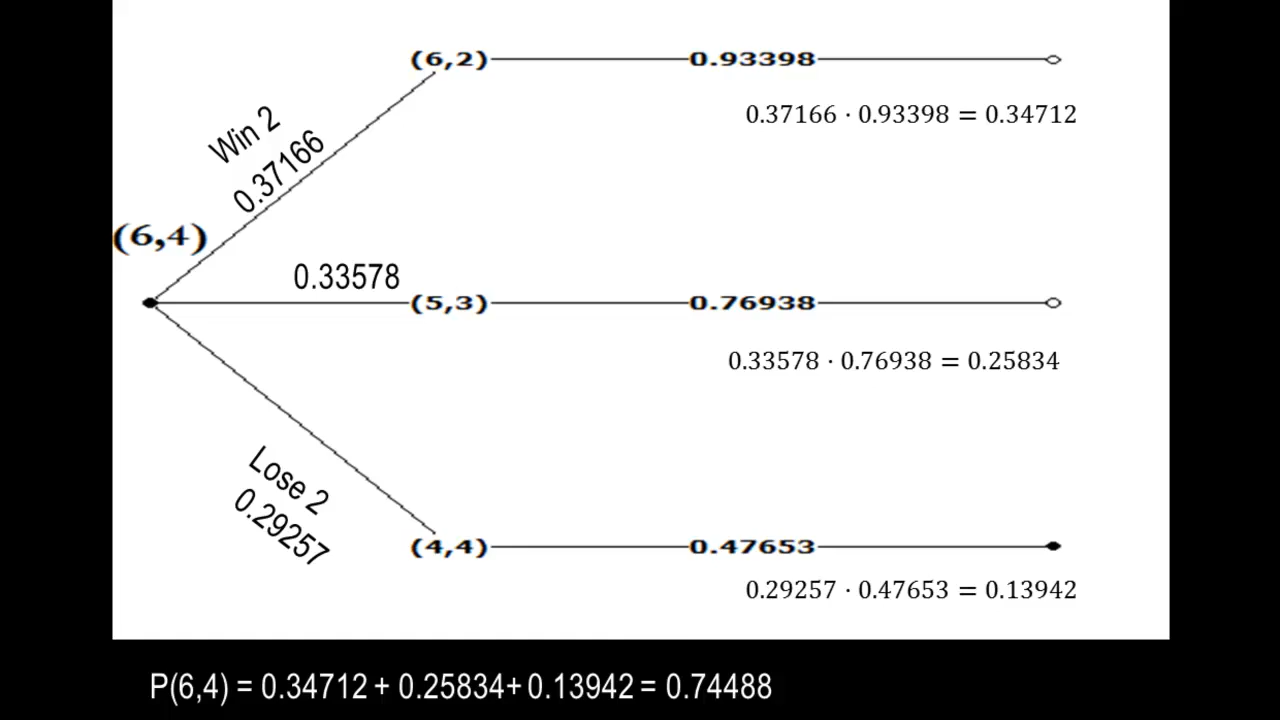 (6,2) 0.93398
0.37166 · 0.93398 = 0.34712
Win 2
0.37166
(6,4)
0.33578
(5,3) 0.76938
0.33578 · 0.76938 = 0.25834
Lose 2
0.29257
(4,4) 0.47653
0.29257 · 0.47653 = 0.13942
P(6,4) = 0.34712 + 0.25834+ 0.13942 = 0.74488